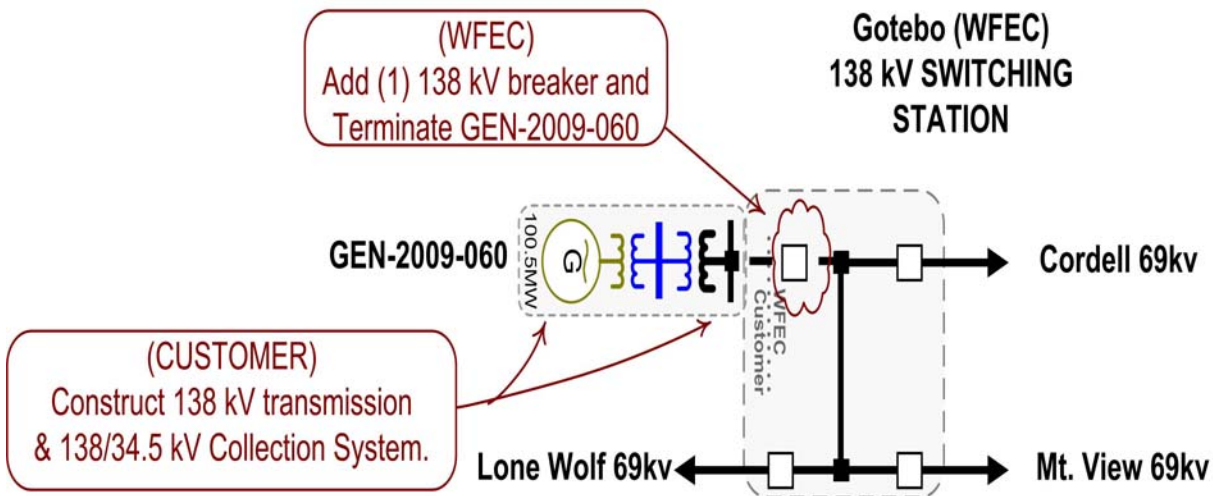 (WFEC)
Add (1) 138 kV breaker and
Terminate GEN-2009-060
Gotebo (WFEC)
138 kV SWITCHING
STATION
GEN-2009-060
100.5MW
G
WFEC
Customer
Cordell 69kv
(CUSTOMER)
Construct 138 kV transmission
& 138/34.5 kV Collection System.
Lone Wolf 69kv
Mt. View 69kv